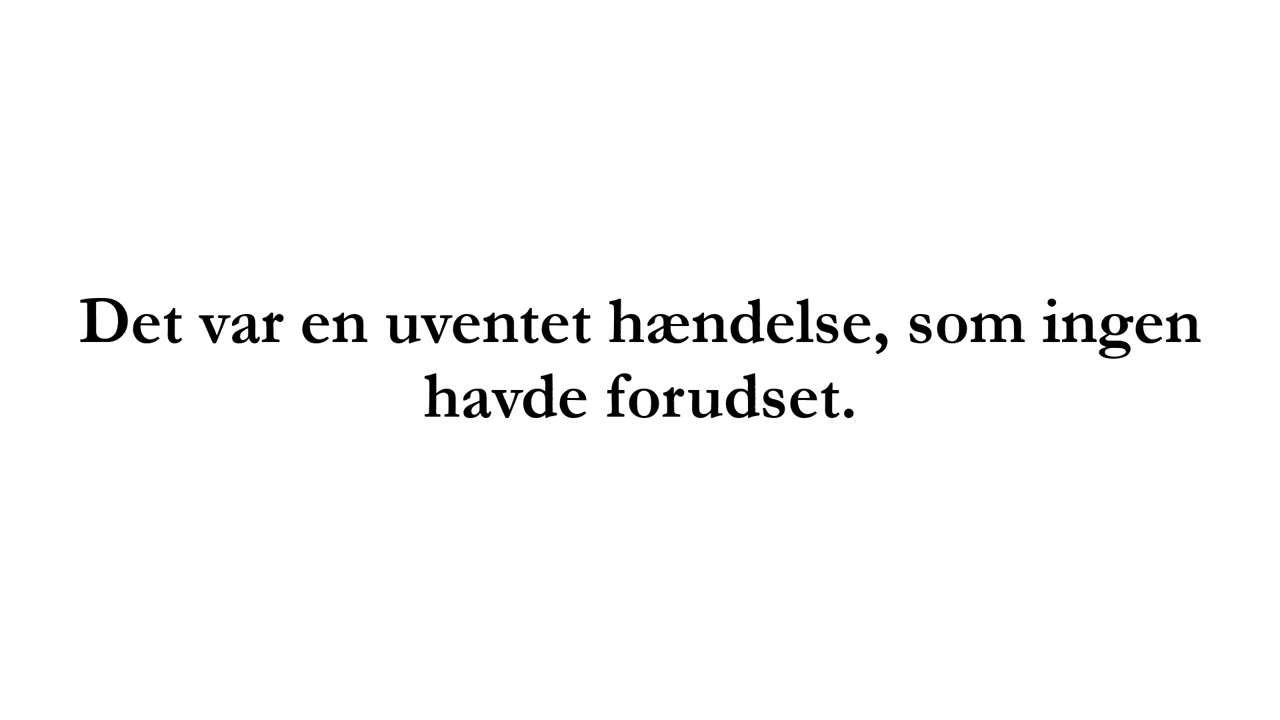 Det var en uventet hændelse, som ingen
havde forudset.